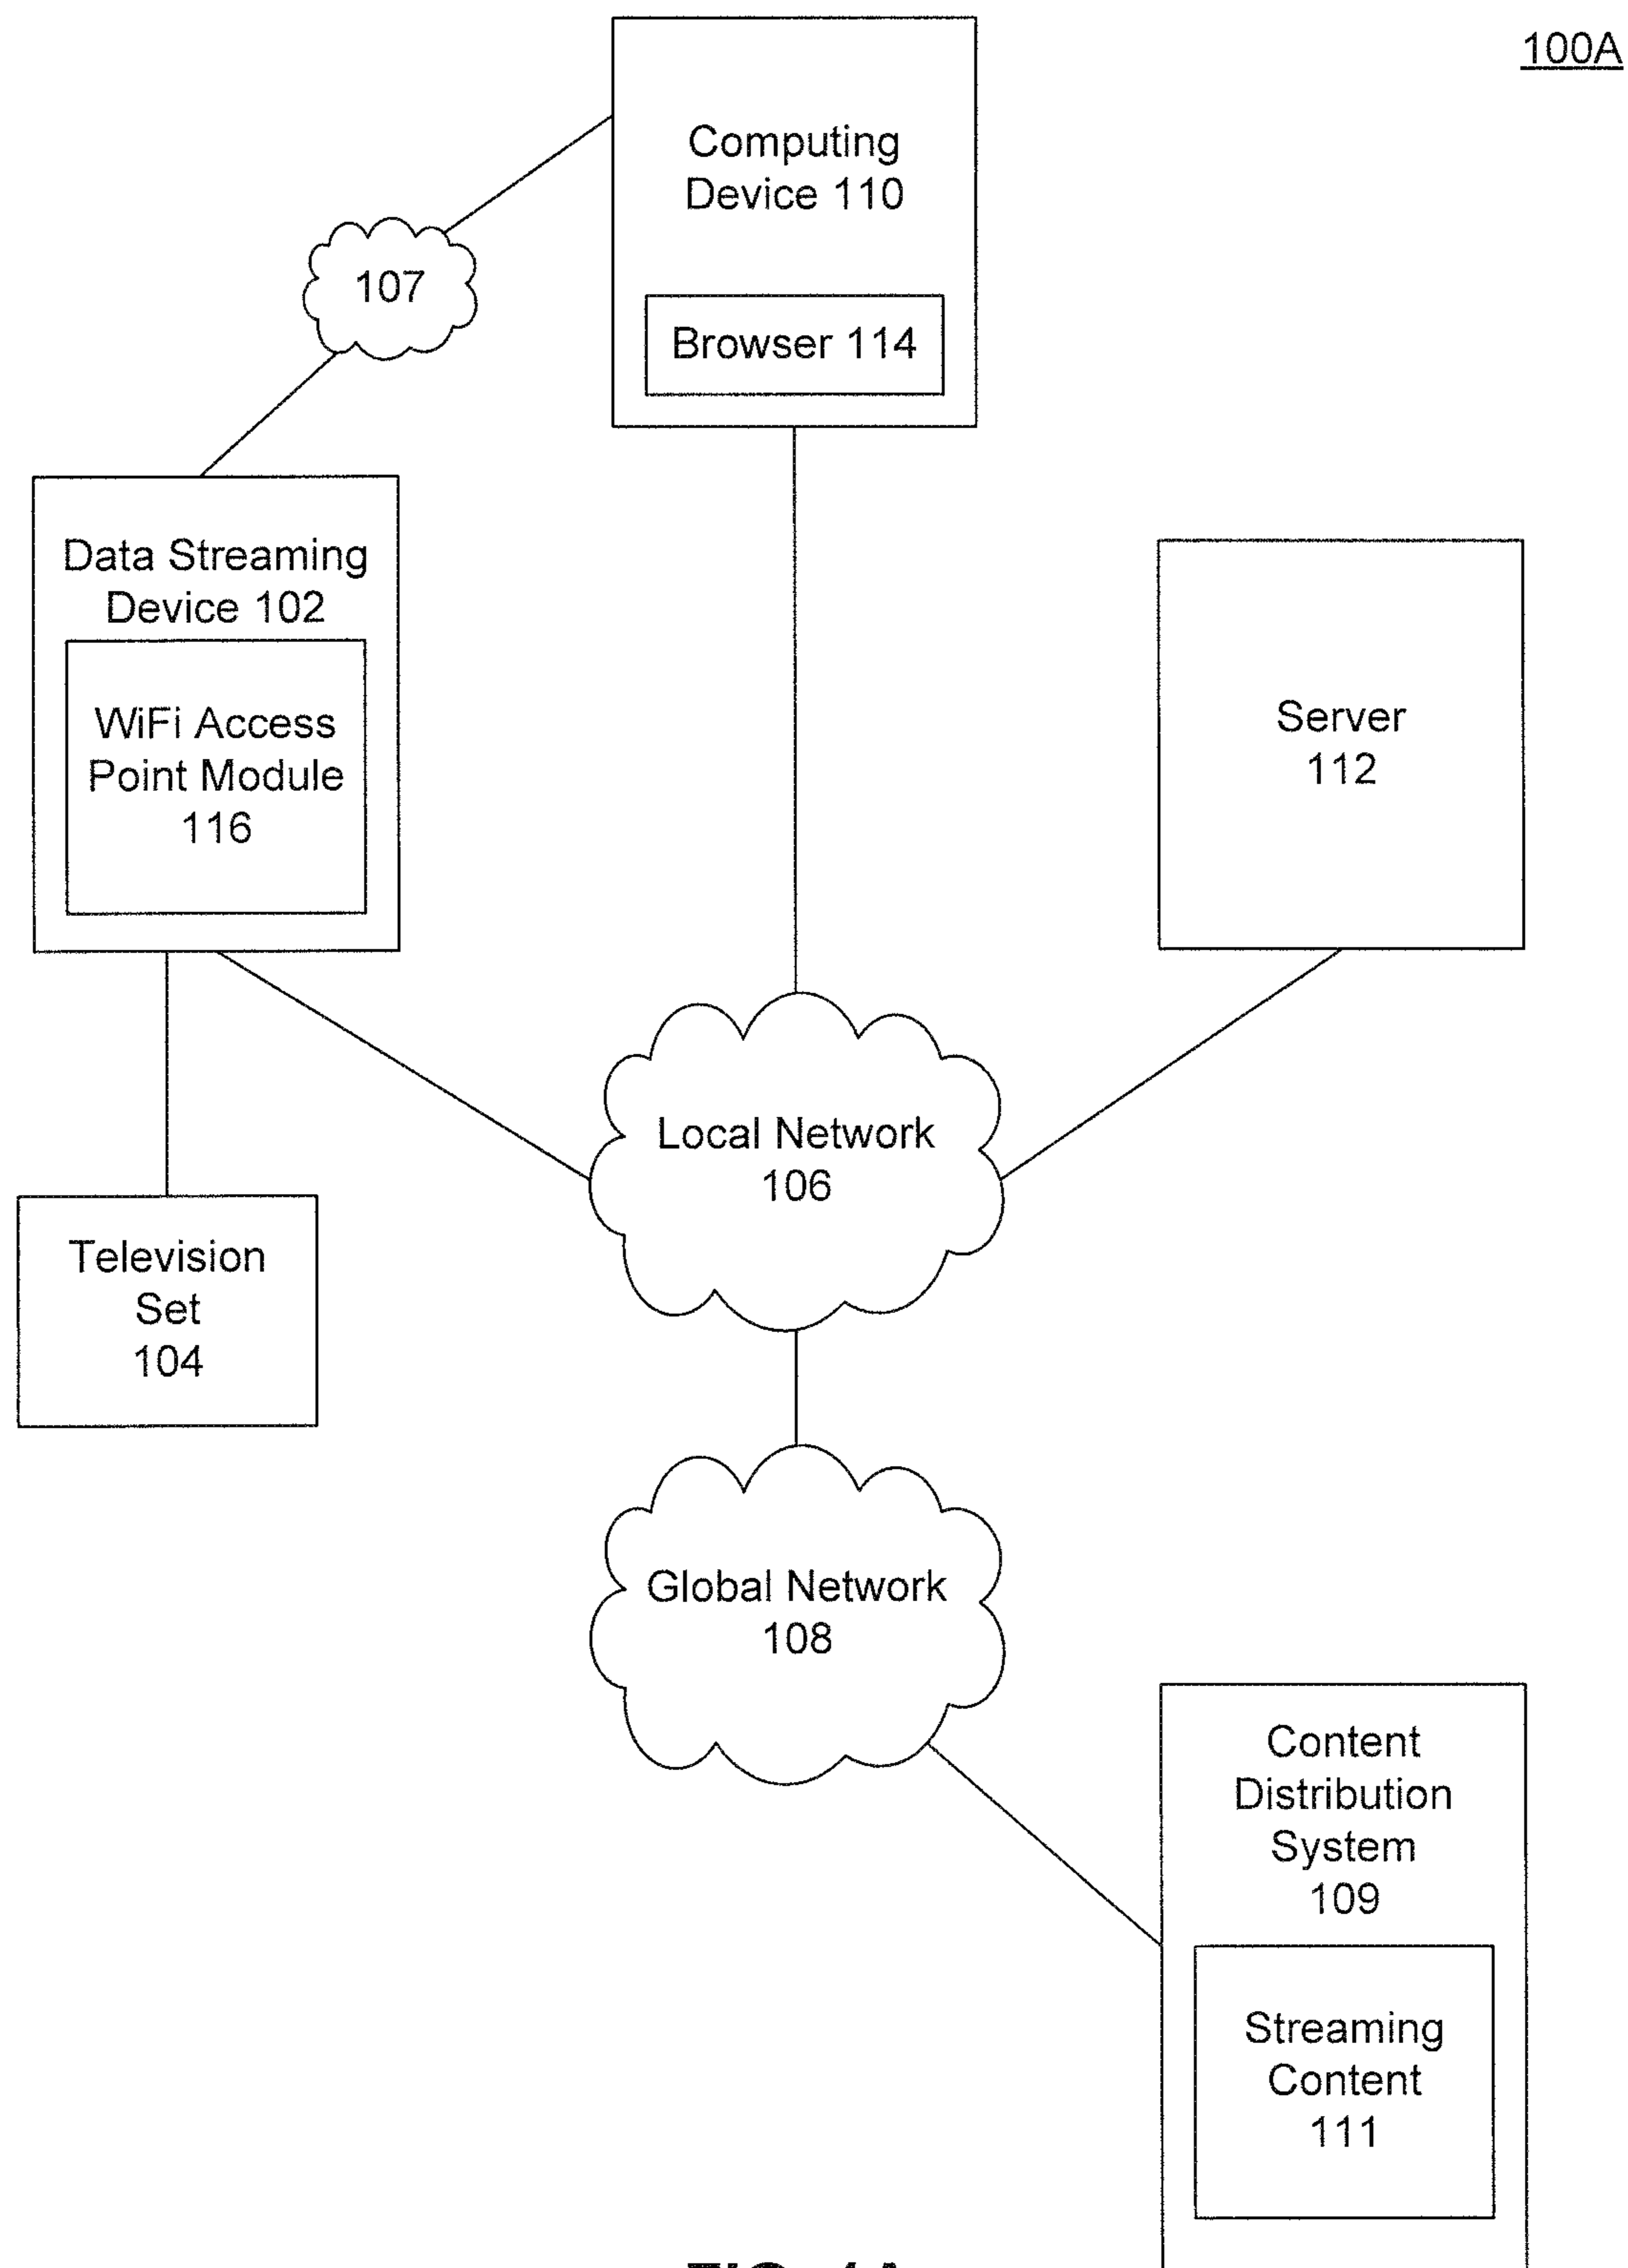 100A
Computing
Device 110
107
Browser 114
Data Streaming
Device 102
WiFi Access
Point Module
116
Server
112
Local Network
106
Television
Set
104
Global Network
108
Content
Distribution
System
109
Streaming
Content
111